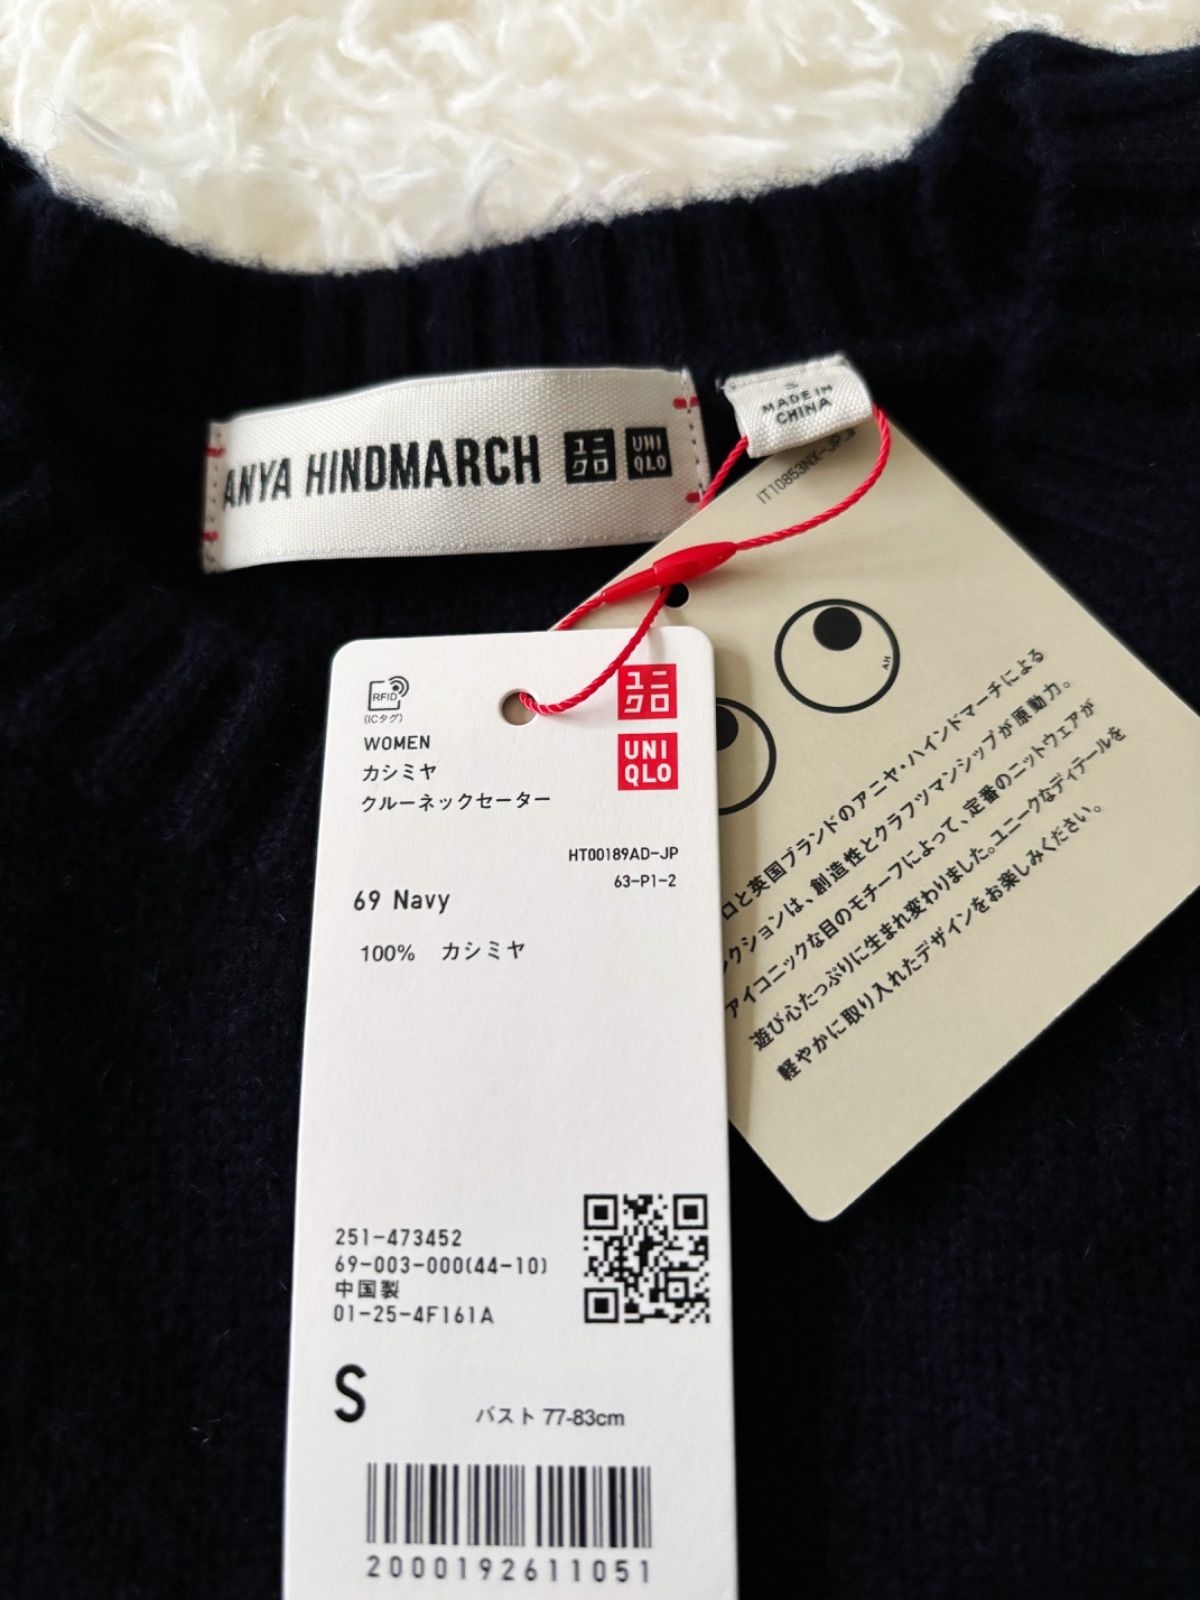 ANYA HINDMARCH
ユニ
クロ
UNI
QLO
S
MADE IN
CHINA
IT10853NX-JP3
AH
ロと英国ブランドのアニヤ・ハインドマーチによる
クションは、創造性とクラフツマンシップが原動力。
アイコニックな目のモチーフによって、定番のニットウェアが
遊び心たっぷりに生まれ変わりました。ユニークなディテールを
軽やかに取り入れたデザインをお楽しみください。
RFID
(ICタグ)
ユニ
クロ
UNI
QLO
WOMEN
カシミヤ
クルーネックセーター
HT00189AD-JP
63-P1-2
69 Navy
100% カシミヤ
251-473452
69-003-000(44-10)
中国製
01-25-4F161A
S
バスト 77-83cm
2000192611051